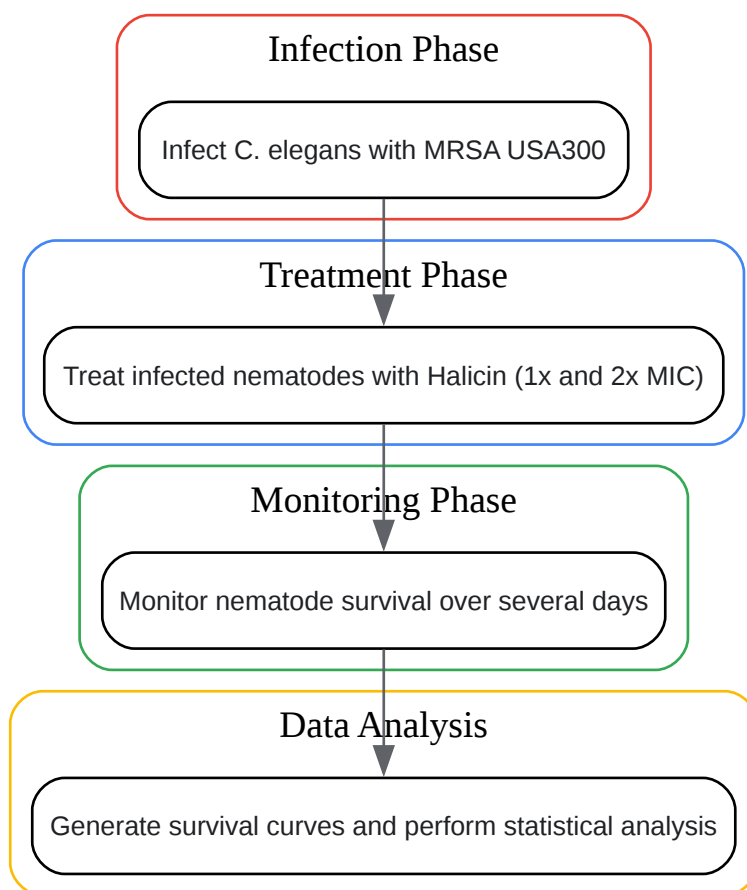 Infection Phase
Infect C. elegans with MRSA USA300
Treatment Phase
Treat infected nematodes with Halicin (1x and 2x MIC)
Monitoring Phase
Monitor nematode survival over several days
Data Analysis
Generate survival curves and perform statistical analysis